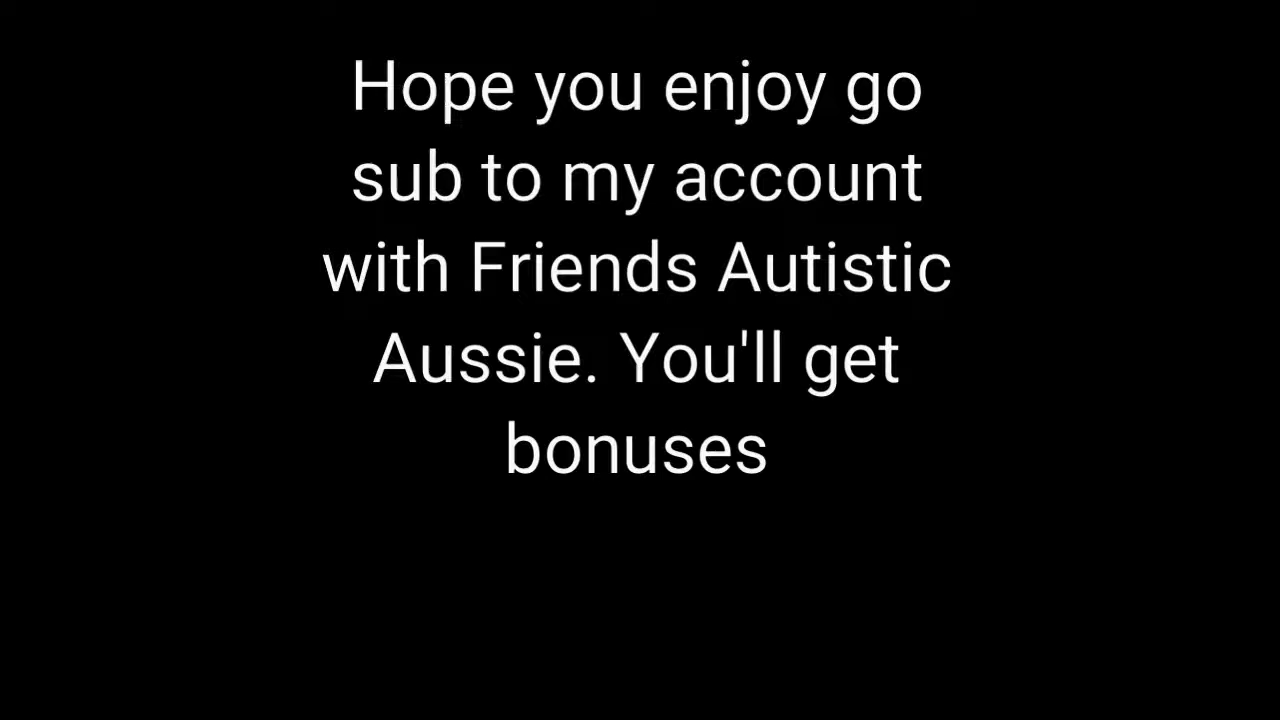 Hope you enjoy go
sub to my account
with Friends Autistic
Aussie. You'll get
bonuses